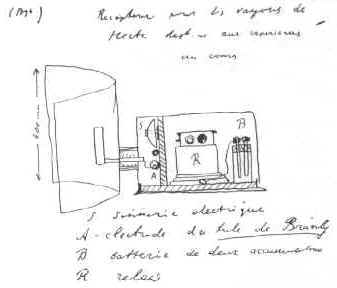 Récepteur pour les rayons de
Hertz destiné aux expériences
en cours
S
A
R
B
S sonnerie électrique
A - électrode du tube de Branly
B batterie de deux accumulateurs
R relais